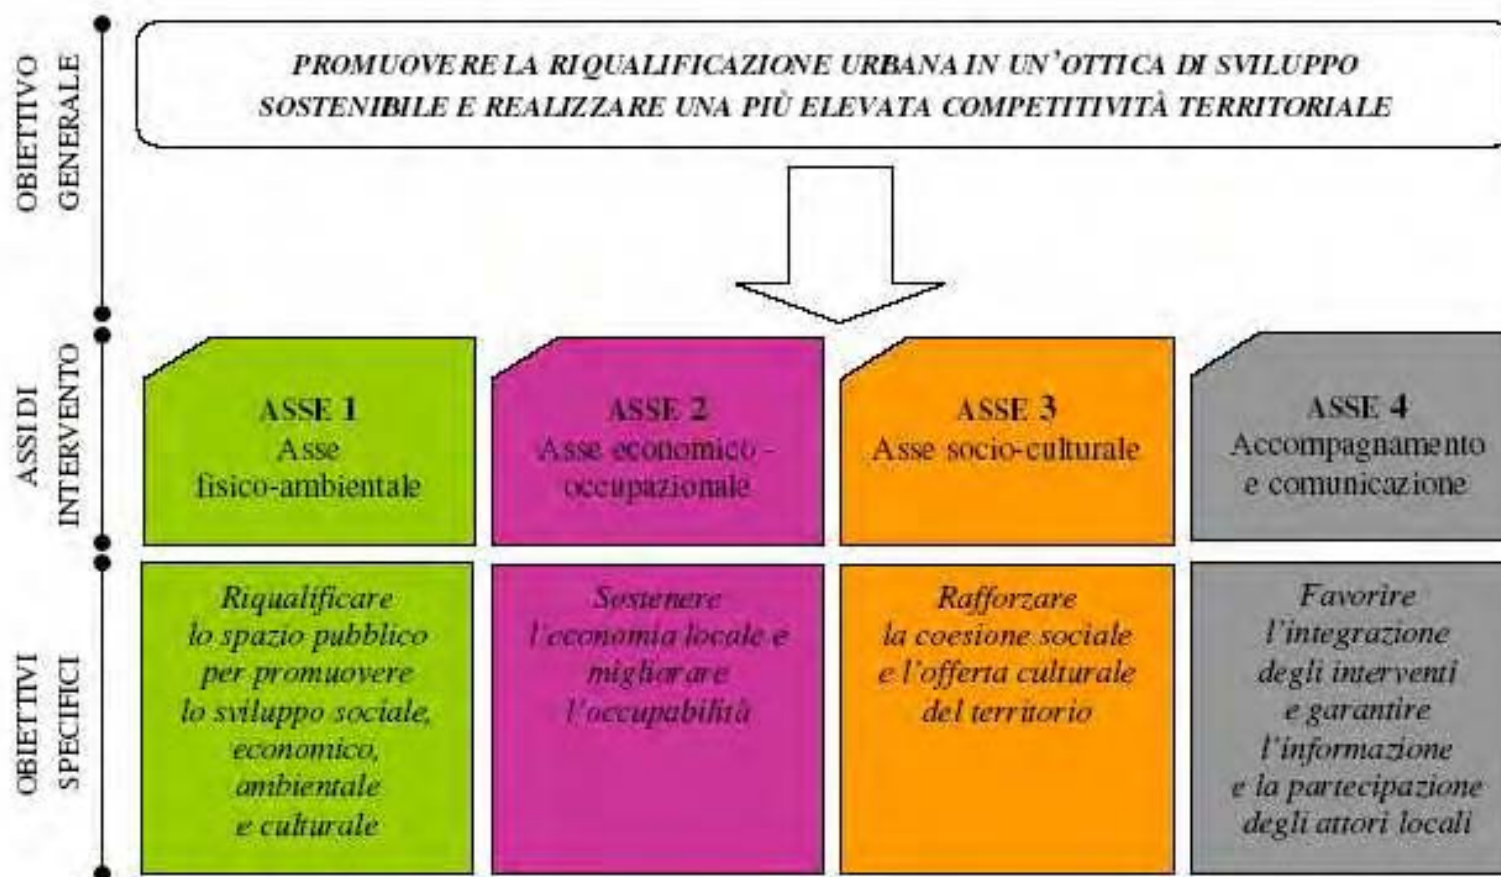 OBIETTIVO
GENERALE
PROMUOVERE LA RIQUALIFICAZIONE URBANA IN UN'OTTICA DI SVILUPPO
SOSTENIBILE E REALIZZARE UNA PIÙ ELEVATA COMPETITIVITÀ TERRITORIALE
ASSI DI
INTERVENTO
ASSE 1
Asse
fisico-ambientale
ASSE 2
Asse economico -
occupazionale
ASSE 3
Asse socio-culturale
ASSE 4
Accompagnamento
e comunicazione
OBIETTIVI
SPECIFICI
Riqualificare
lo spazio pubblico
per promuovere
lo sviluppo sociale,
economico,
ambientale
e culturale
Sostenere
l'economia locale e
migliorare
l'occupabilità
Rafforzare
la coesione sociale
e l'offerta culturale
del territorio
Favorire
l'integrazione
degli interventi
e garantire
l'informazione
e la partecipazione
degli attori locali